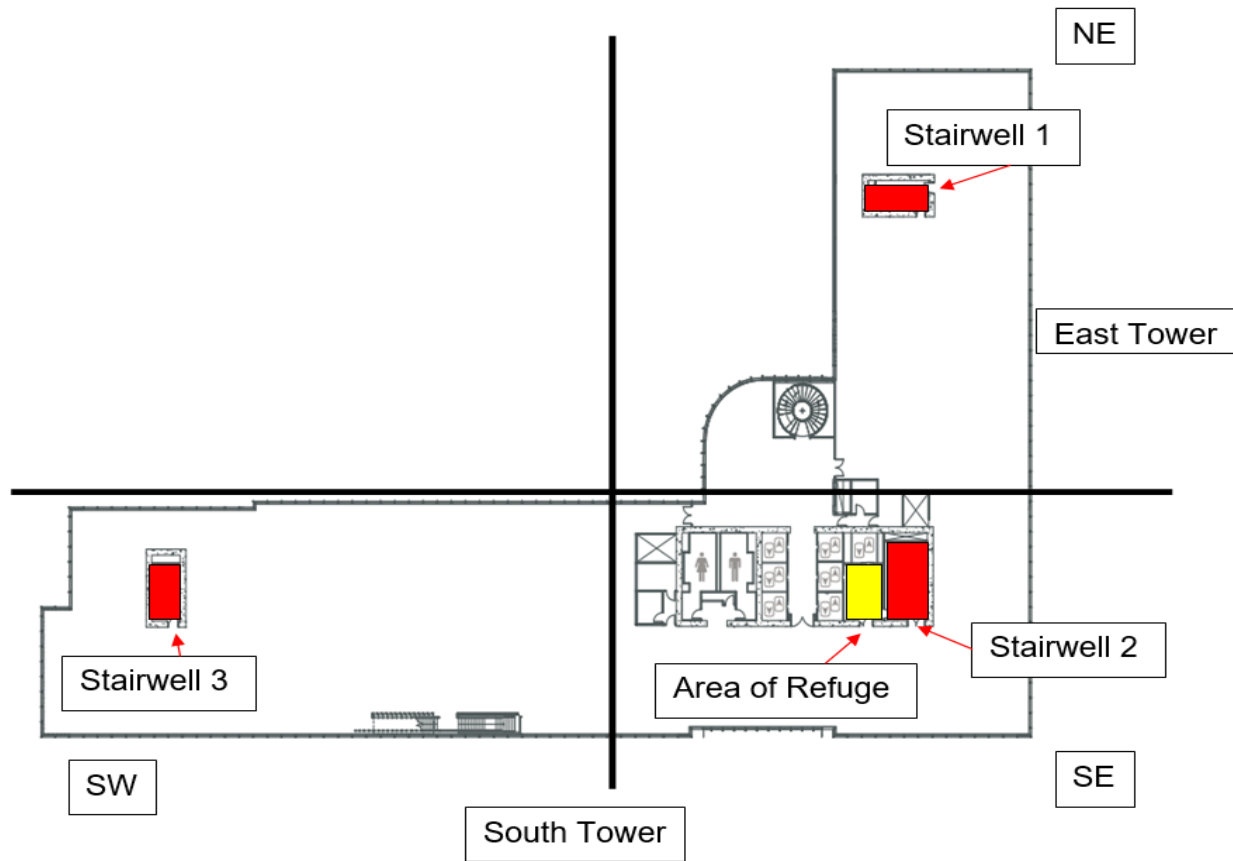 NE
Stairwell 1
East Tower
Stairwell 3
Stairwell 2
Area of Refuge
SW
SE
South Tower